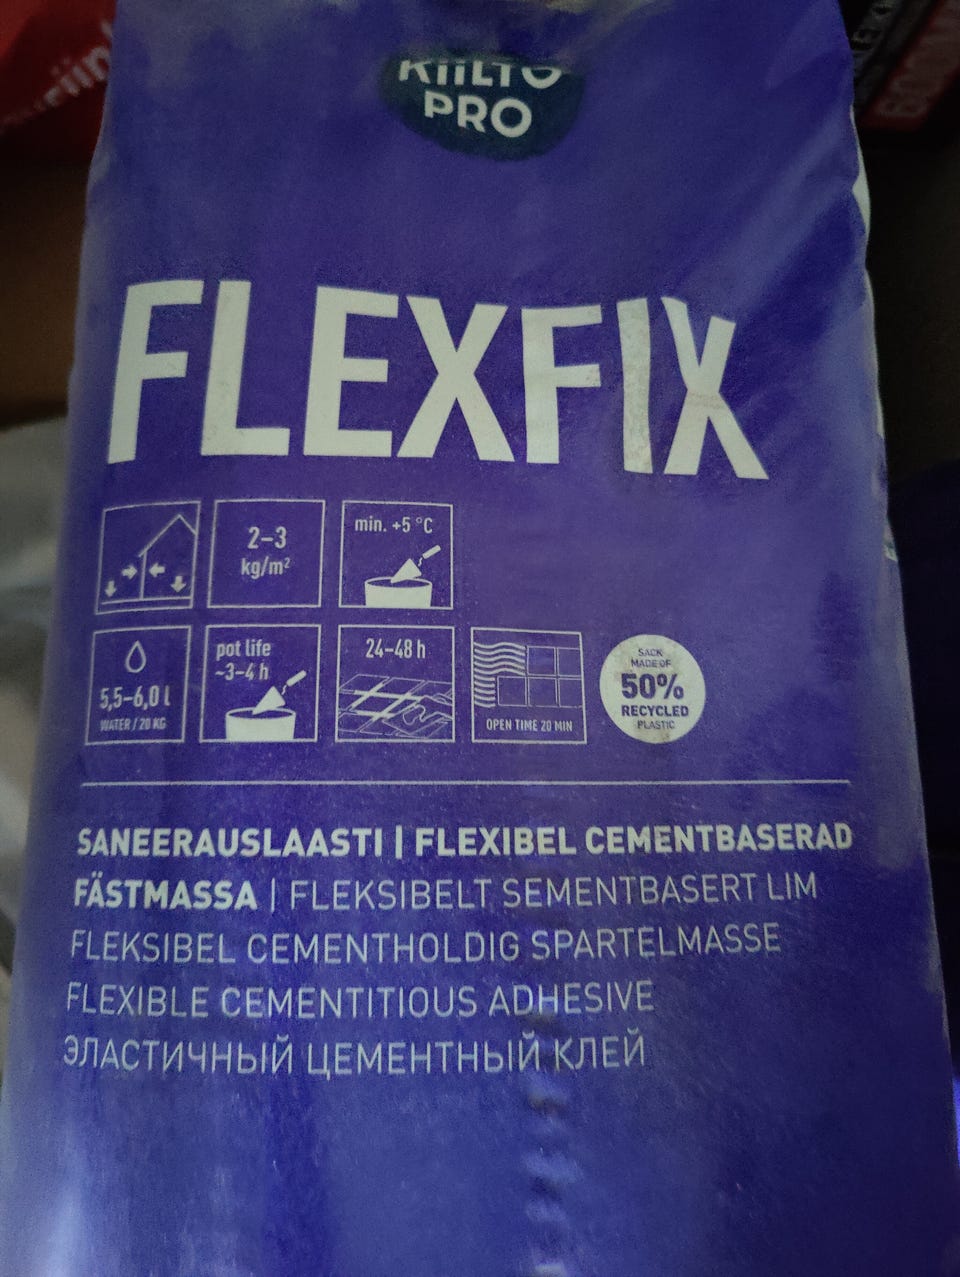 KIILTO
PRO
FLEXFIX
2–3
kg/m²
min. +5 °C
5,5–6,0 l
WATER / 20 KG
pot life
~3–4 h
24–48 h
OPEN TIME 20 MIN
SACK
MADE OF
50%
RECYCLED
PLASTIC
SANEERAUSLAASTI | FLEXIBEL CEMENTBASERAD
FÄSTMASSA | FLEKSIBELT SEMENTBASERT LIM
FLEKSIBEL CEMENTHOLDIG SPARTELMASSE
FLEXIBLE CEMENTITIOUS ADHESIVE
ЭЛАСТИЧНЫЙ ЦЕМЕНТНЫЙ КЛЕЙ